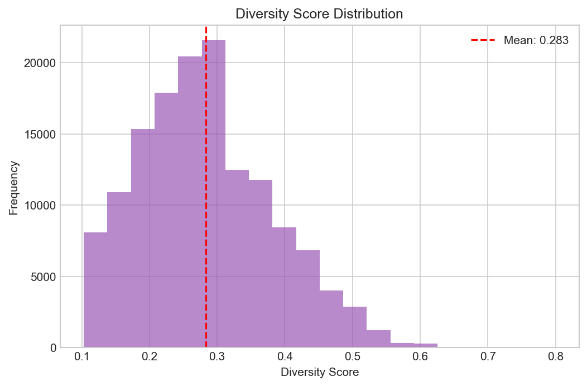 Diversity Score Distribution
Mean: 0.283
Frequency
20000
15000
10000
5000
0
0.1 0.2 0.3 0.4 0.5 0.6 0.7 0.8
Diversity Score